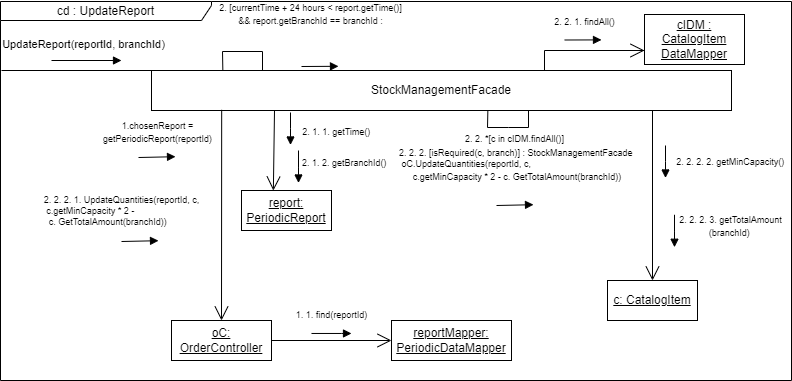 cd : UpdateReport
2. [currentTime + 24 hours < report.getTime()]
&& report.getBranchId == branchId :
2. 2. 1. findAll()
cIDM :
CatalogItem
DataMapper
UpdateReport(reportId, branchId)
StockManagementFacade
1.chosenReport =
getPeriodicReport(reportId)
2. 1. 1. getTime()
2. 1. 2. getBranchId()
2. 2. *[c in cIDM.findAll()]
2. 2. 2. [isRequired(c, branch)] : StockManagementFacade
oC.UpdateQuantities(reportId, c,
c.getMinCapacity * 2 - c. GetTotalAmount(branchId))
2. 2. 2. 2. getMinCapacity()
2. 2. 2. 1. UpdateQuantities(reportId, c,
c.getMinCapacity * 2 -
c. GetTotalAmount(branchId))
report:
PeriodicReport
2. 2. 2. 3. getTotalAmount
(branchId)
c: CatalogItem
1. 1. find(reportId)
oC:
OrderController
reportMapper:
PeriodicDataMapper